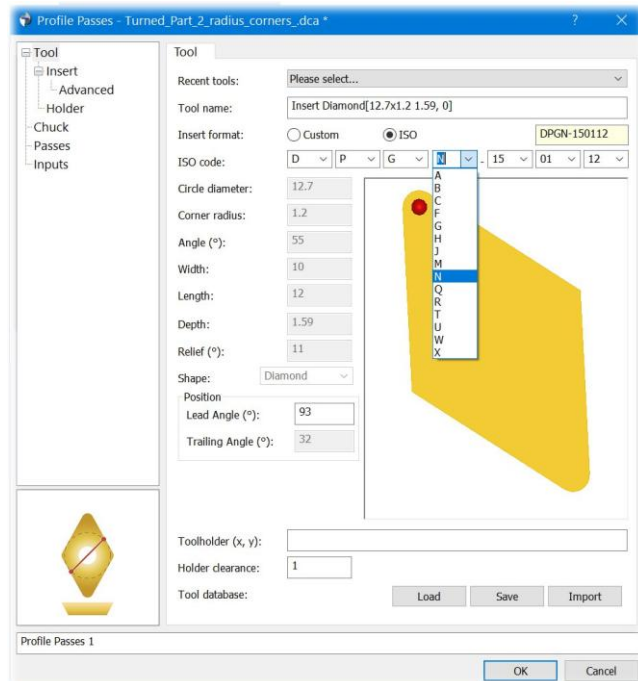 Profile Passes - Turned_Part_2_radius_corners_.dca *
? X
Tool
Insert
Advanced
Holder
Chuck
Passes
Inputs
Tool
Recent tools: Please select...
Tool name: Insert Diamond[12.7x1.2 1.59, 0]
Insert format: Custom ISO DPGN-150112
ISO code: D P G N - 15 01 12
A
B
C
F
G
H
J
M
N
Q
R
T
U
W
X
Circle diameter: 12.7
Corner radius: 1.2
Angle (º): 55
Width: 10
Length: 12
Depth: 1.59
Relief (º): 11
Shape: Diamond
Position
Lead Angle (º): 93
Trailing Angle (º): 32
Toolholder (x, y):
Holder clearance: 1
Tool database: Load Save Import
Profile Passes 1
OK Cancel